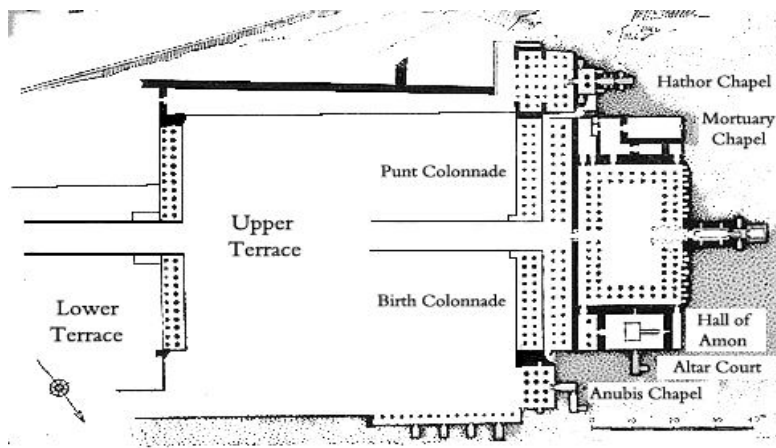 Hathor Chapel
Mortuary
Chapel
Punt Colonnade
Upper
Terrace
Birth Colonnade
Lower
Terrace
Hall of
Amon
Altar Court
Anubis Chapel